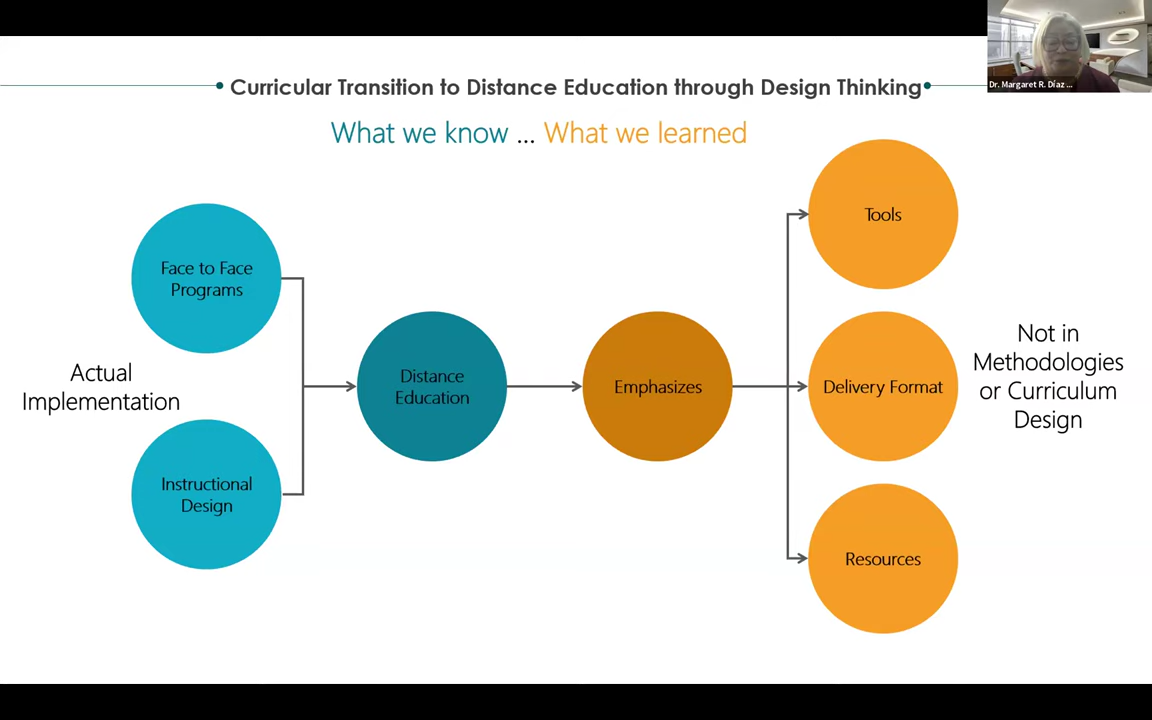 Dr. Margaret R. Díaz ...
Curricular Transition to Distance Education through Design Thinking
What we know ... What we learned
Face to Face
Programs
Actual
Implementation
Instructional
Design
Distance
Education
Emphasizes
Tools
Delivery Format
Resources
Not in
Methodologies
or Curriculum
Design